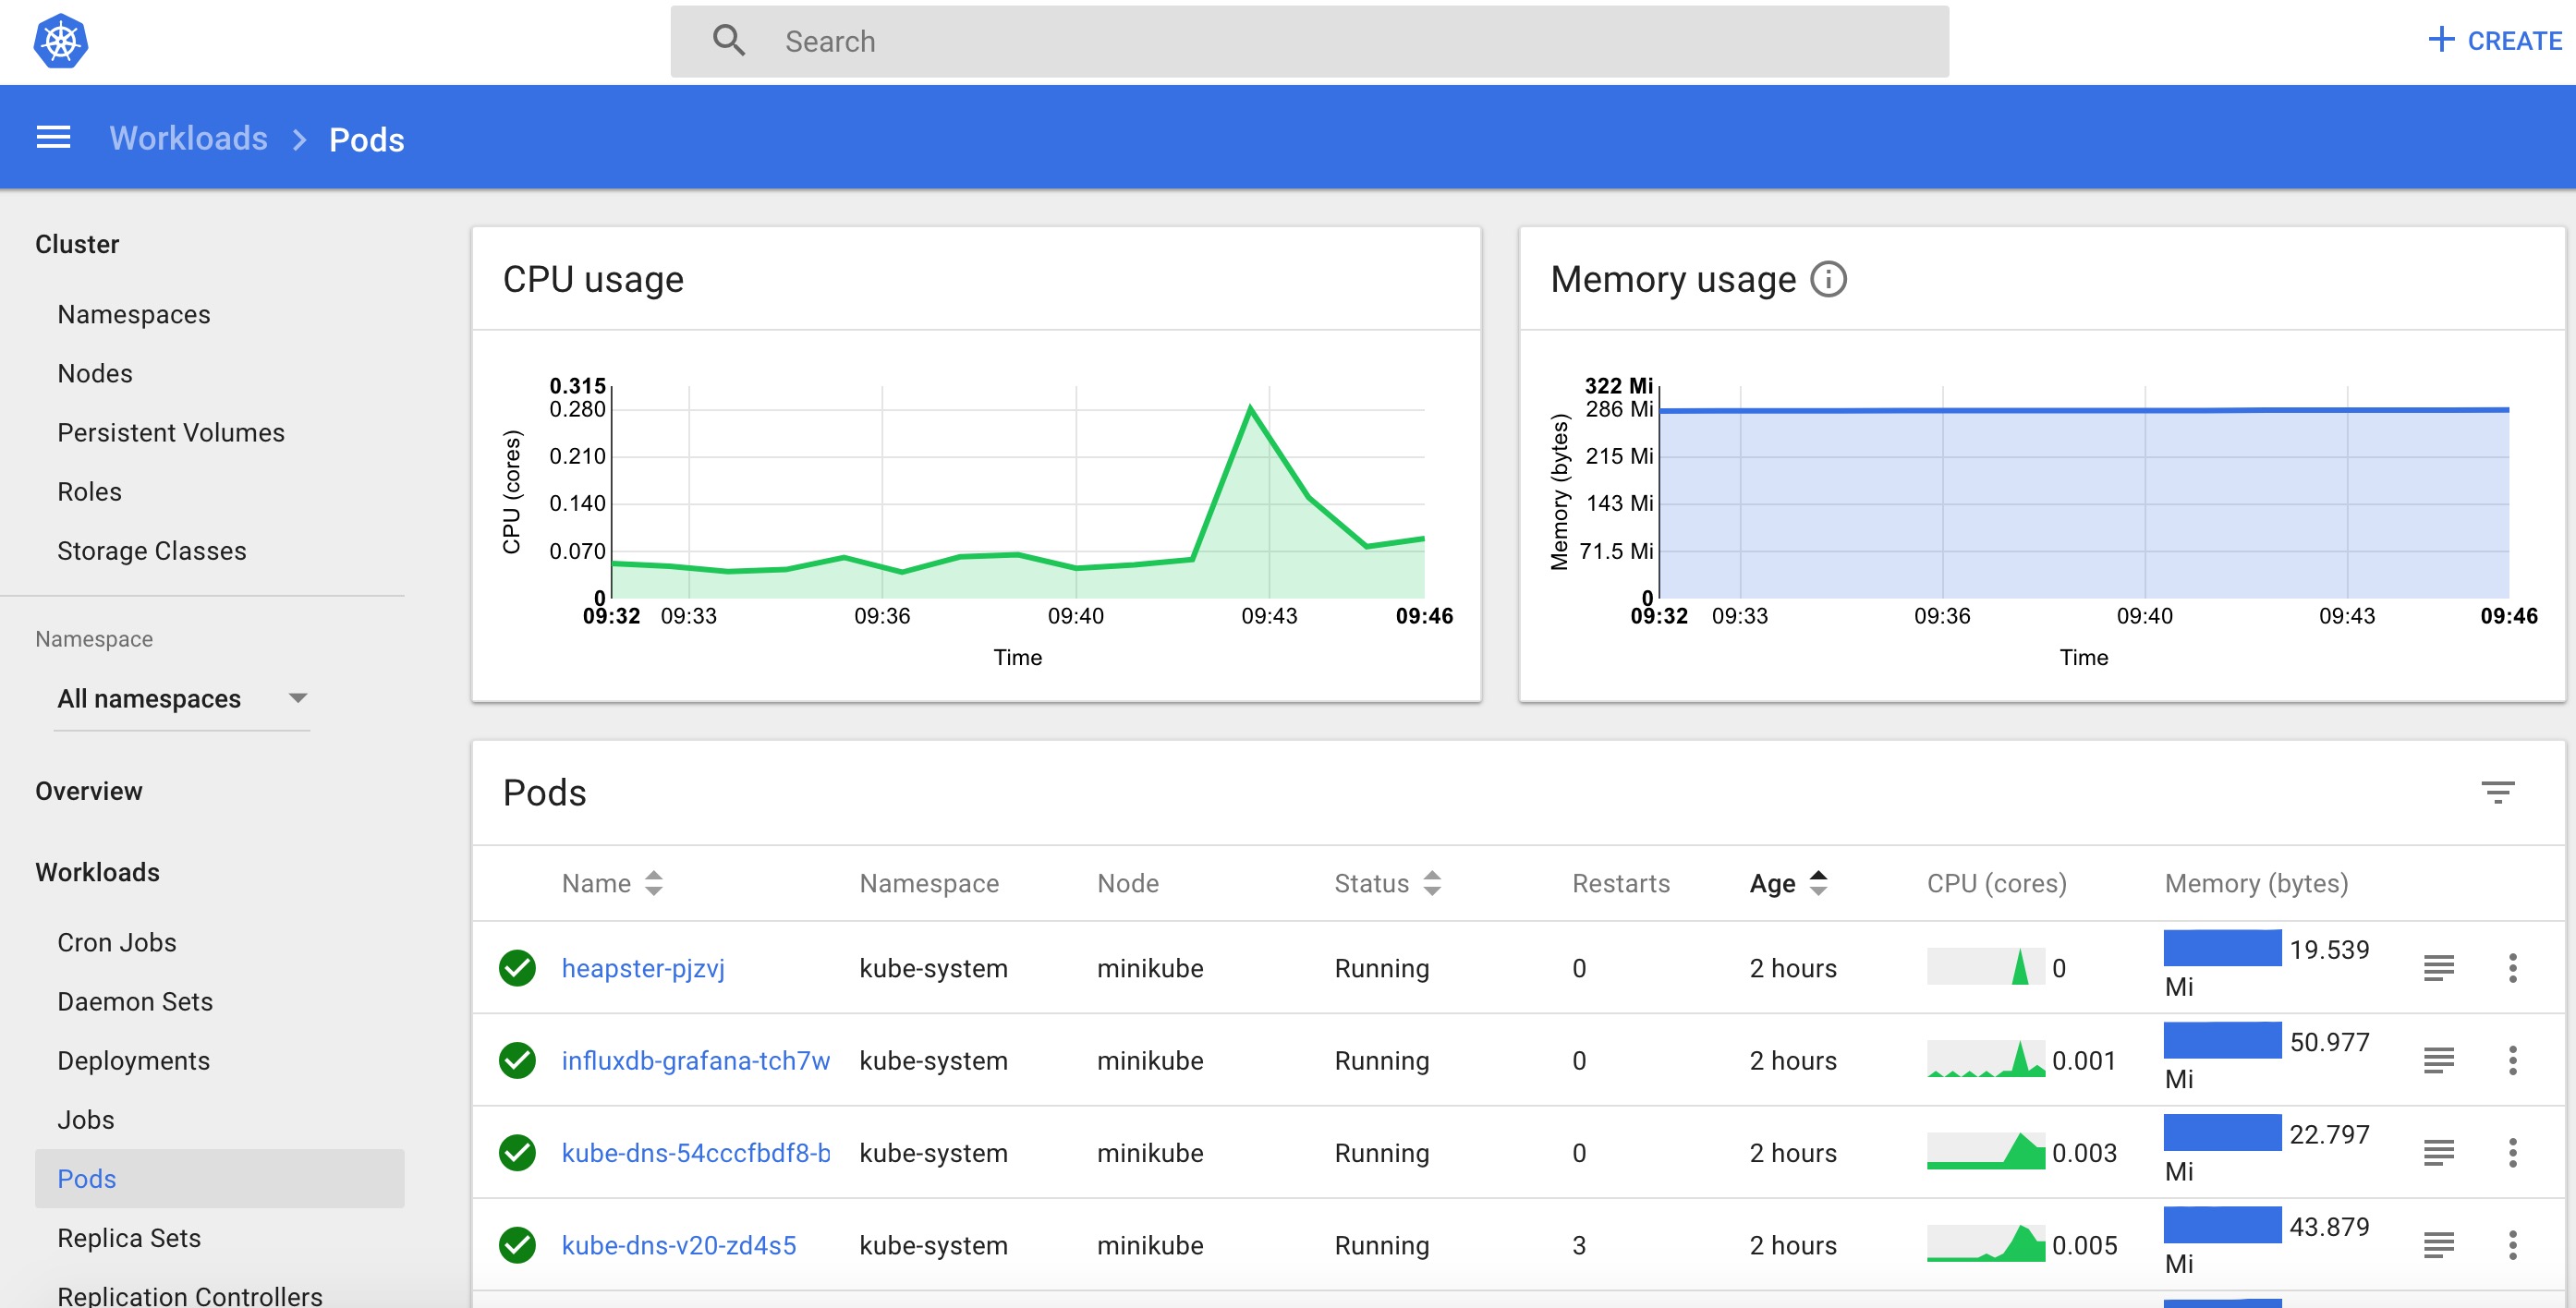 Search
CREATE
Workloads > Pods
Cluster
Namespaces
Nodes
Persistent Volumes
Roles
Storage Classes
Namespace
All namespaces
Overview
Workloads
Cron Jobs
Daemon Sets
Deployments
Jobs
Pods
Replica Sets
Replication Controllers
CPU usage
CPU (cores)
0.315
0.280
0.210
0.140
0.070
0
09:32 09:33 09:36 09:40 09:43 09:46
Time
Memory usage
Memory (bytes)
322 Mi
286 Mi
215 Mi
143 Mi
71.5 Mi
0
09:32 09:33 09:36 09:40 09:43 09:46
Time
Pods
Name Namespace Node Status Restarts Age CPU (cores) Memory (bytes)
heapster-pjzvj kube-system minikube Running 0 2 hours 0 19.539
Mi
influxdb-grafana-tch7w kube-system minikube Running 0 2 hours 0.001 50.977
Mi
kube-dns-54cccfbdf8-b kube-system minikube Running 0 2 hours 0.003 22.797
Mi
kube-dns-v20-zd4s5 kube-system minikube Running 3 2 hours 0.005 43.879
Mi